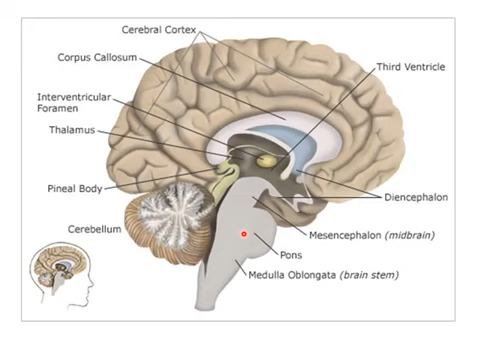 Cerebral Cortex
Corpus Callosum
Third Ventricle
Interventricular
Foramen
Thalamus
Pineal Body
Diencephalon
Cerebellum
Mesencephalon (midbrain)
Pons
Medulla Oblongata (brain stem)